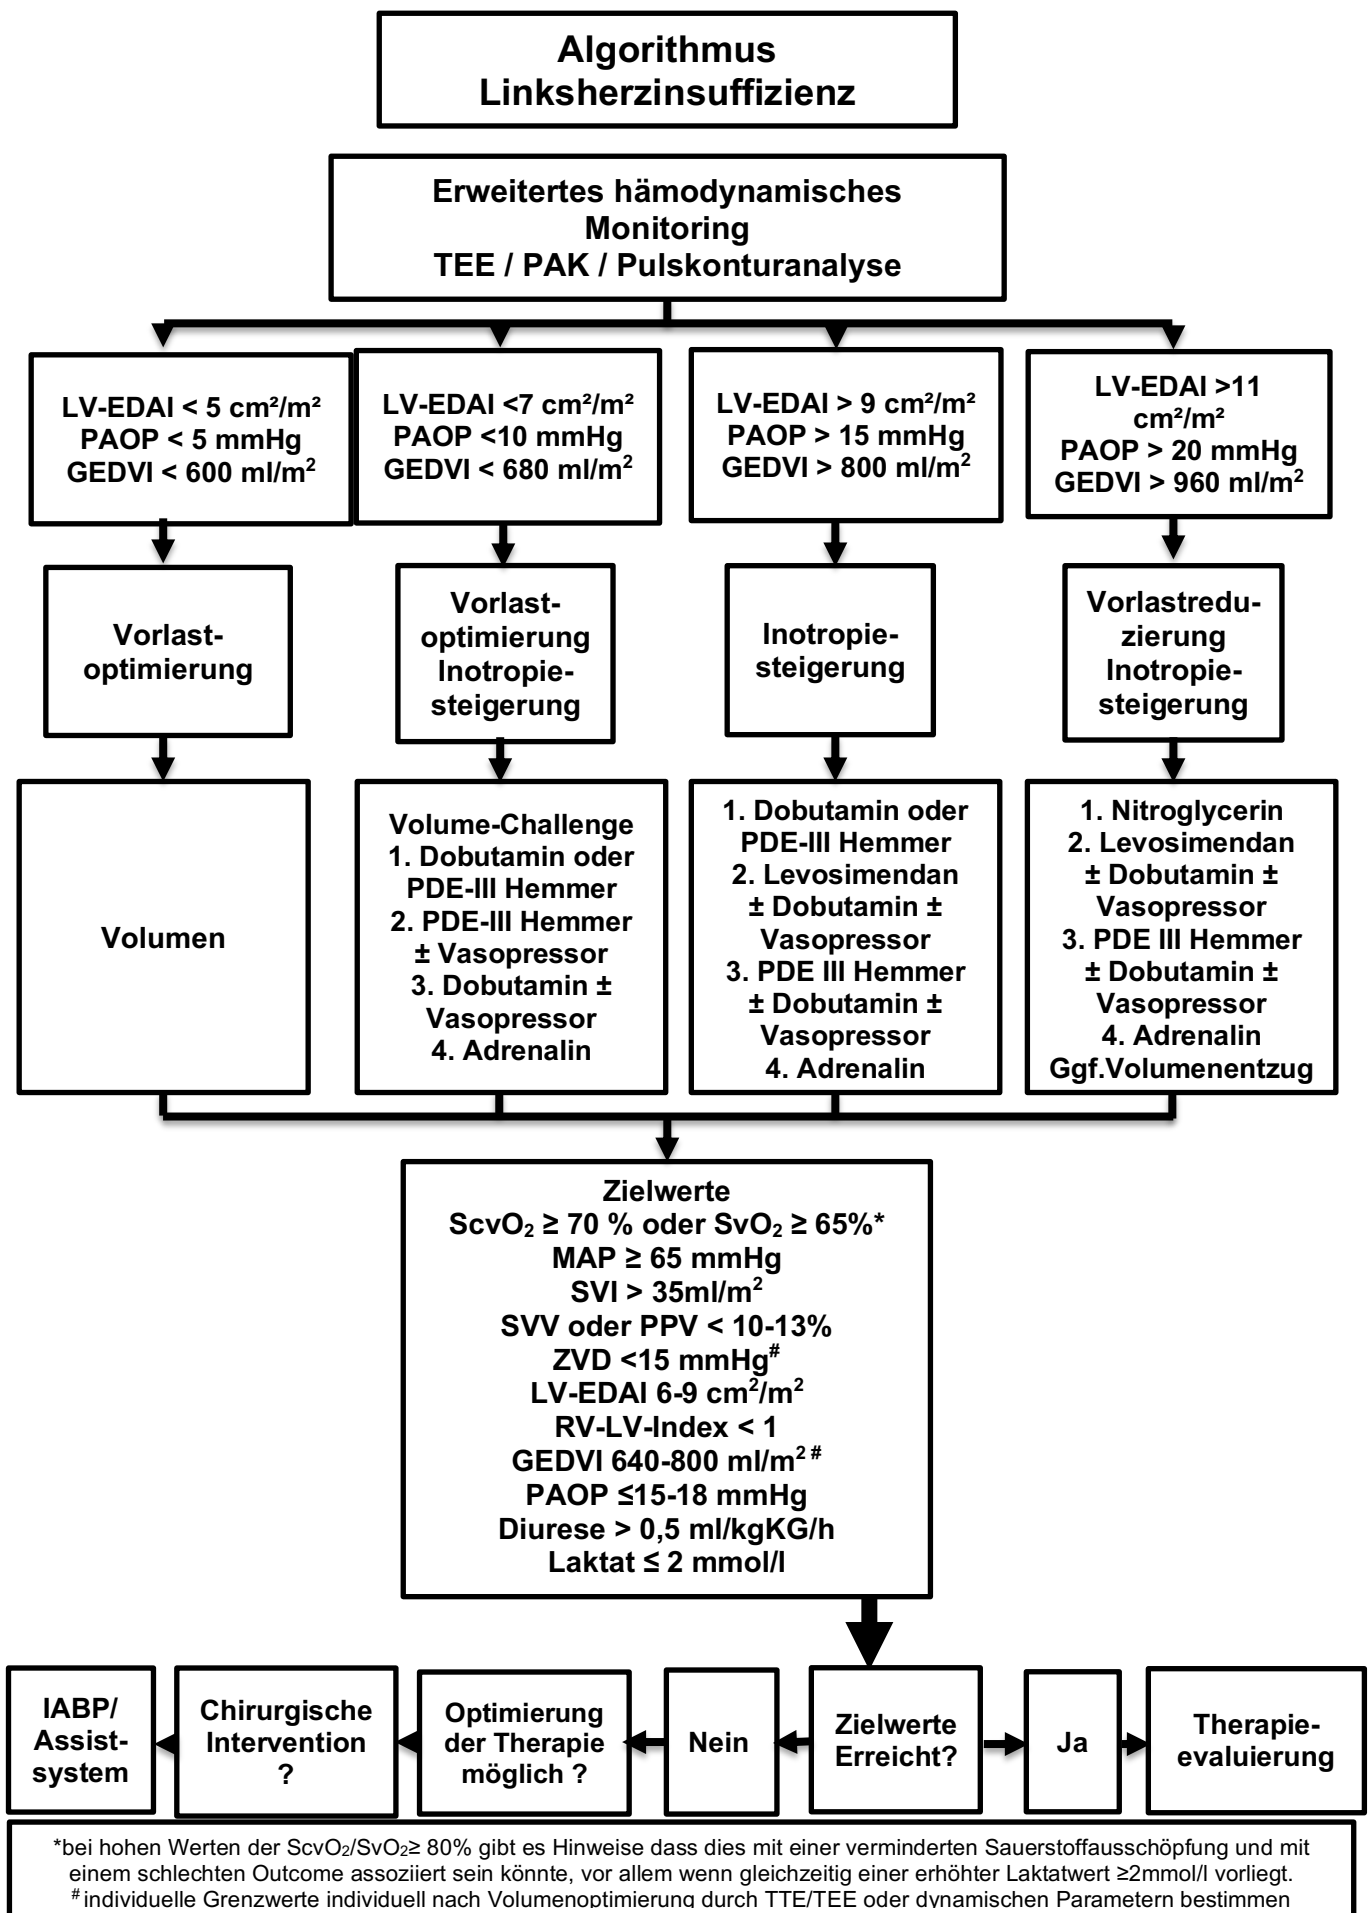 Algorithmus
Linksherzinsuffizienz
Erweitertes hämodynamisches
Monitoring
TEE / PAK / Pulskonturanalyse
LV-EDAI < 5 cm²/m²
PAOP < 5 mmHg
GEDVI < 600 ml/m²
LV-EDAI <7 cm²/m²
PAOP <10 mmHg
GEDVI < 680 ml/m²
LV-EDAI > 9 cm²/m²
PAOP > 15 mmHg
GEDVI > 800 ml/m²
LV-EDAI >11
cm²/m²
PAOP > 20 mmHg
GEDVI > 960 ml/m²
Vorlast-
optimierung
Vorlast-
optimierung
Inotropie-
steigerung
Inotropie-
steigerung
Vorlastredu-
zierung
Inotropie-
steigerung
Volumen
Volume-Challenge
1. Dobutamin oder
PDE-III Hemmer
2. PDE-III Hemmer
± Vasopressor
3. Dobutamin ±
Vasopressor
4. Adrenalin
1. Dobutamin oder
PDE-III Hemmer
2. Levosimendan
± Dobutamin ±
Vasopressor
3. PDE III Hemmer
± Dobutamin ±
Vasopressor
4. Adrenalin
1. Nitroglycerin
2. Levosimendan
± Dobutamin ±
Vasopressor
3. PDE III Hemmer
± Dobutamin ±
Vasopressor
4. Adrenalin
Ggf.Volumenentzug
Zielwerte
ScvO₂ ≥ 70 % oder SvO₂ ≥ 65%*
MAP ≥ 65 mmHg
SVI > 35ml/m²
SVV oder PPV < 10-13%
ZVD <15 mmHg#
LV-EDAI 6-9 cm²/m²
RV-LV-Index < 1
GEDVI 640-800 ml/m² #
PAOP ≤15-18 mmHg
Diurese > 0,5 ml/kgKG/h
Laktat ≤ 2 mmol/l
IABP/
Assist-
system
Chirurgische
Intervention
?
Optimierung
der Therapie
möglich ?
Nein
Zielwerte
Erreicht?
Ja
Therapie-
evaluierung
*bei hohen Werten der ScvO₂/SvO₂≥ 80% gibt es Hinweise dass dies mit einer verminderten Sauerstoffausschöpfung und mit
einem schlechten Outcome assoziiert sein könnte, vor allem wenn gleichzeitig einer erhöhter Laktatwert ≥2mmol/l vorliegt.
# individuelle Grenzwerte individuell nach Volumenoptimierung durch TTE/TEE oder dynamischen Parametern bestimmen